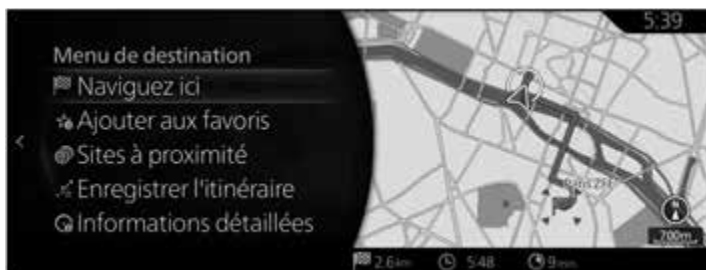 5:39
Menu de destination
Naviguez ici
Ajouter aux favoris
Sites à proximité
Enregistrer l'itinéraire
Informations détaillées
700m
2.6km 5:48 9min